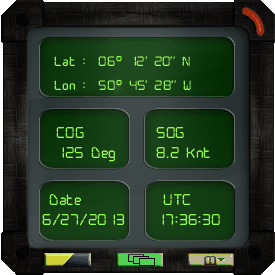 Lat : 06° 12' 20" N
Lon : 50° 45' 28" W
COG
125 Deg
SOG
8.2 Knt
Date
6/27/2013
UTC
17:36:30